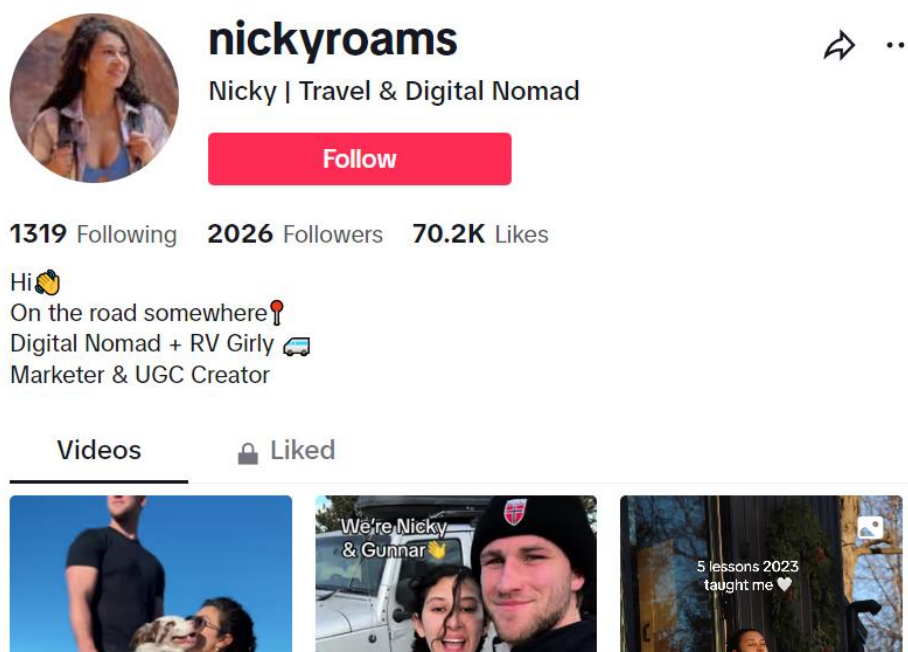 nickyroams
Nicky | Travel & Digital Nomad
Follow
1319 Following 2026 Followers 70.2K Likes
Hi👋
On the road somewhere📍
Digital Nomad + RV Girly 🚐
Marketer & UGC Creator
Videos Liked
We're Nicky
& Gunnar👋
5 lessons 2023
taught me🤍